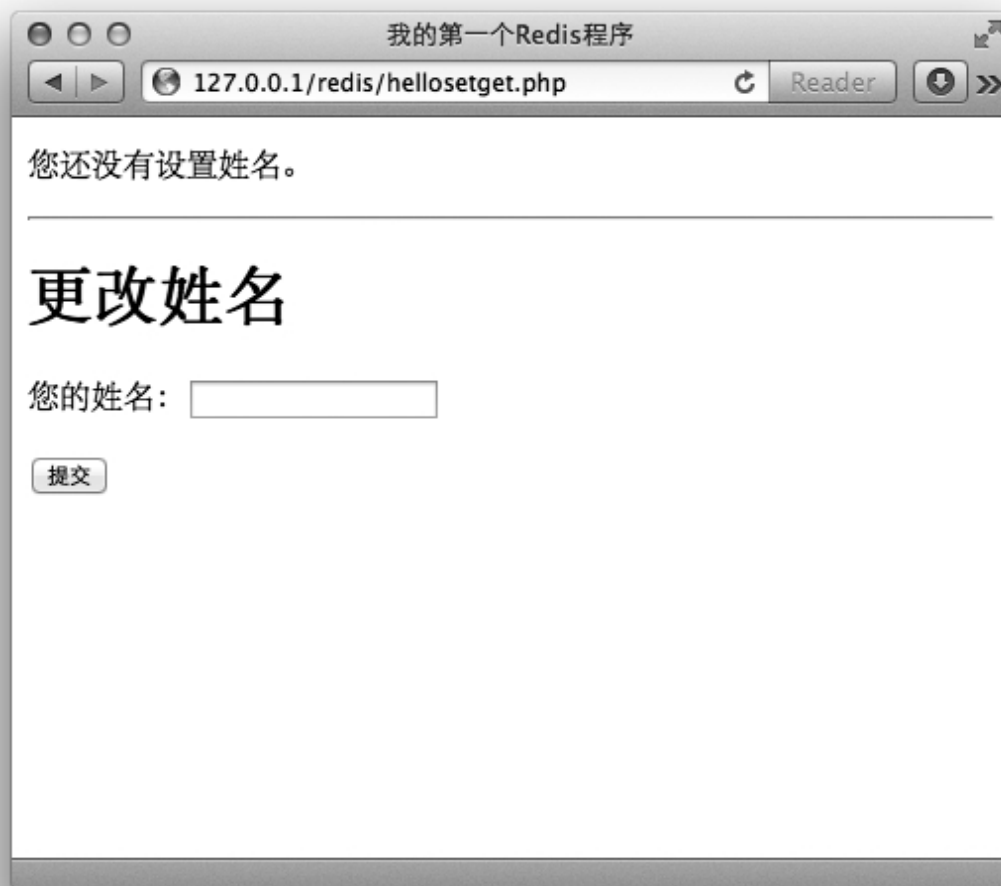 我的第一个Redis程序
127.0.0.1/redis/hellosetget.php
Reader
您还没有设置姓名。
更改姓名
您的姓名：
提交